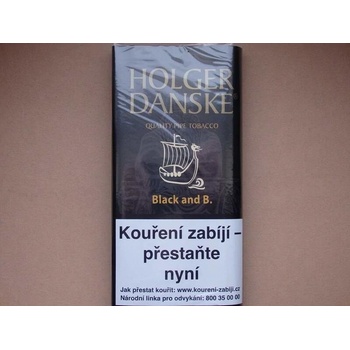 HOLGER
DANSKE
QUALITY PIPE TOBACCO
Black and B.
Kouření zabíjí –
přestaňte
nyní
Jak přestat kouřit: www.koureni-zabiji.cz
Národní linka pro odvykání: 800 35 00 00